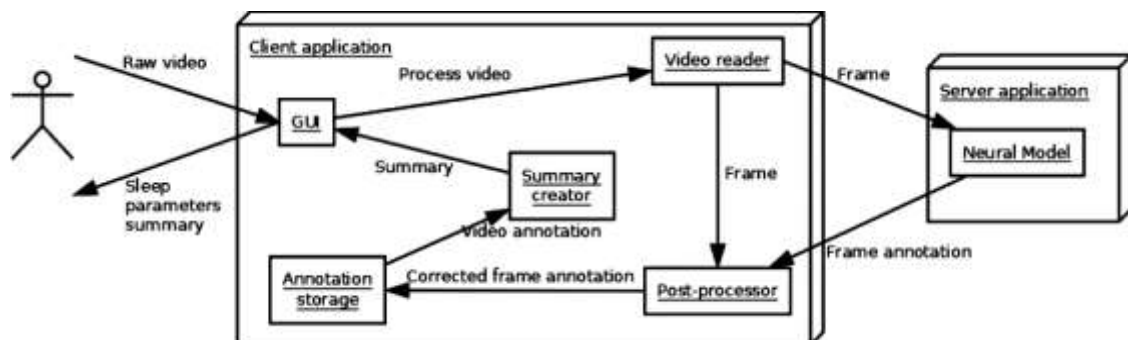 Client application
Raw video
Process video
Video reader
Frame
Server application
GUI
Neural Model
Summary
Summary
creator
Frame
Sleep
parameters
summary
Video annotation
Frame annotation
Annotation
storage
Corrected frame annotation
Post-processor